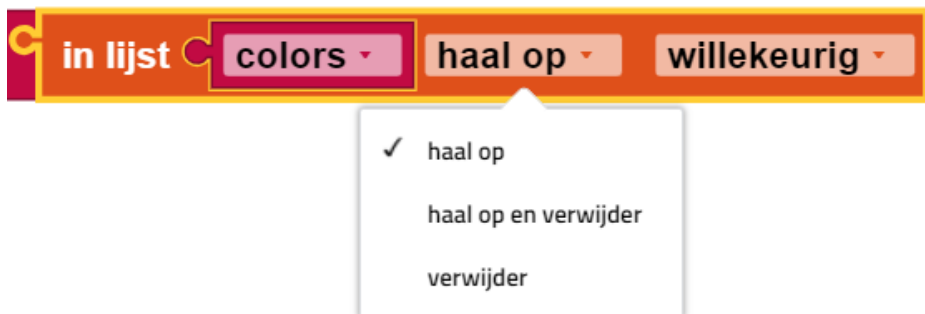 in lijst colors haal op willekeurig
✓ haal op
haal op en verwijder
verwijder